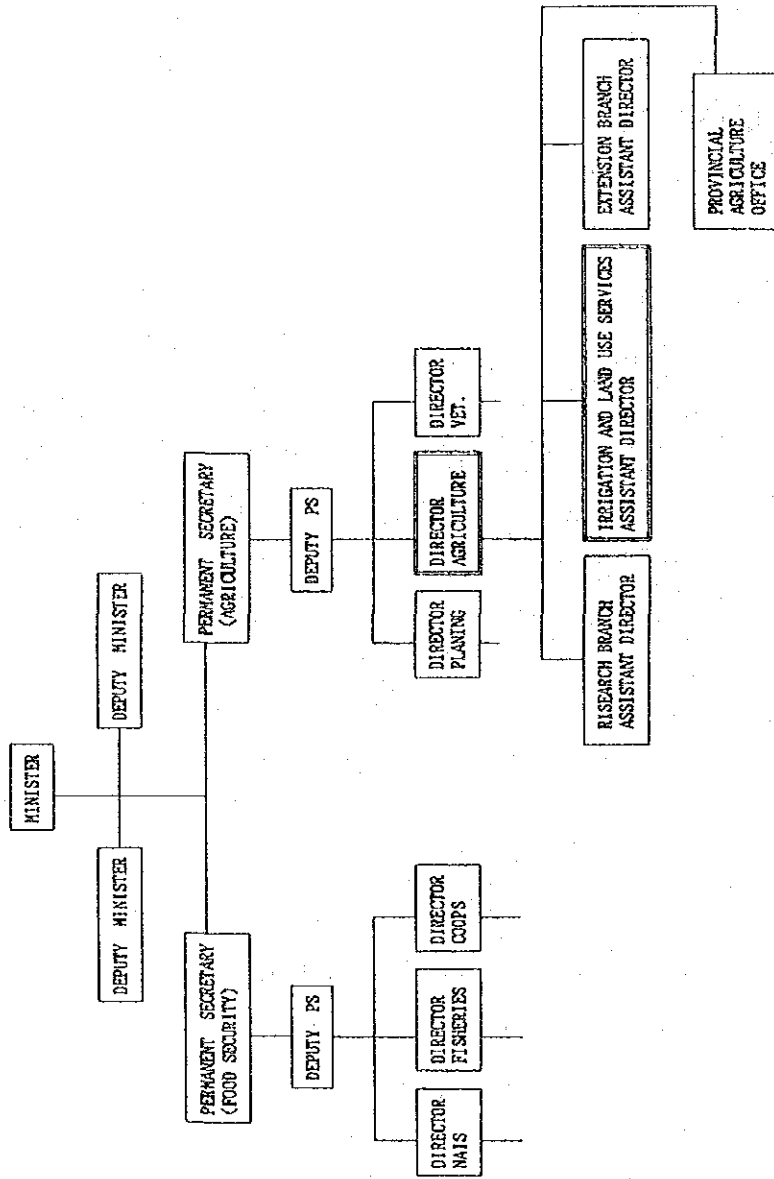 MINISTER
DEPUTY MINISTER
DEPUTY MINISTER
PERMANENT SECRETARY
(FOOD SECURITY)
PERMANENT SECRETARY
(AGRICULTURE)
DEPUTY PS
DEPUTY PS
DIRECTOR
NAIS
DIRECTOR
FISHERIES
DIRECTOR
COOPS
DIRECTOR
PLANING
DIRECTOR
AGRICULTURE
DIRECTOR
VET.
RISEARCH BRANCH
ASSISTANT DIRECTOR
IRRIGATION AND LAND USE SERVICES
ASSISTANT DIRECTOR
EXTENSION BRANCH
ASSISTANT DIRECTOR
PROVINCIAL
AGRICULTURE
OFFICE